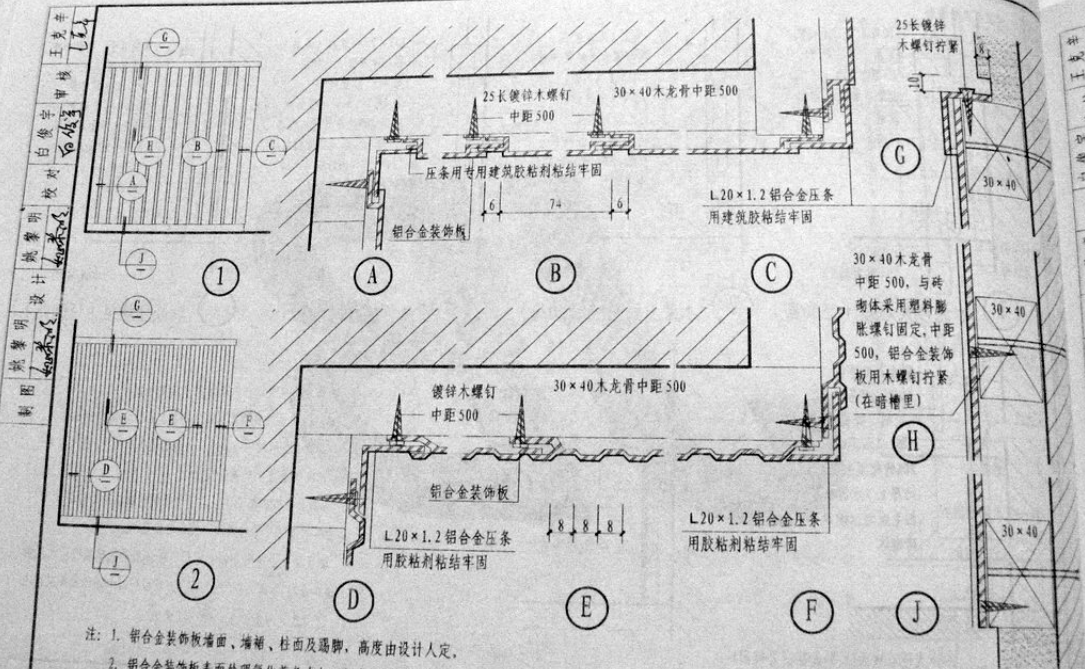 王克辛
审核
白俊宇
校对
姚黎明
设计
姚黎明
制图
G
H
B
C
A
J
1
G
E
E
F
D
J
2
25长镀锌木螺钉
中距500
30×40木龙骨中距500
压条用专用建筑胶粘剂粘结牢固
6
74
6
铝合金装饰板
L20×1.2铝合金压条
用建筑胶粘结牢固
A
B
C
25长镀锌
木螺钉拧紧
8
10
30×40
G
30×40木龙骨
中距500，与砖
砌体采用塑料膨
胀螺钉固定，中距
500，铝合金装饰
板用木螺钉拧紧
(在暗槽里)
30×40
H
镀锌木螺钉
中距500
30×40木龙骨中距500
铝合金装饰板
L20×1.2铝合金压条
用胶粘剂粘结牢固
8
8
8
L20×1.2铝合金压条
用胶粘剂粘结牢固
30×40
D
E
F
J
注：1. 铝合金装饰板墙面、墙裙、柱面及踢脚，高度由设计人定。
2. 铝合金装饰板表面处理